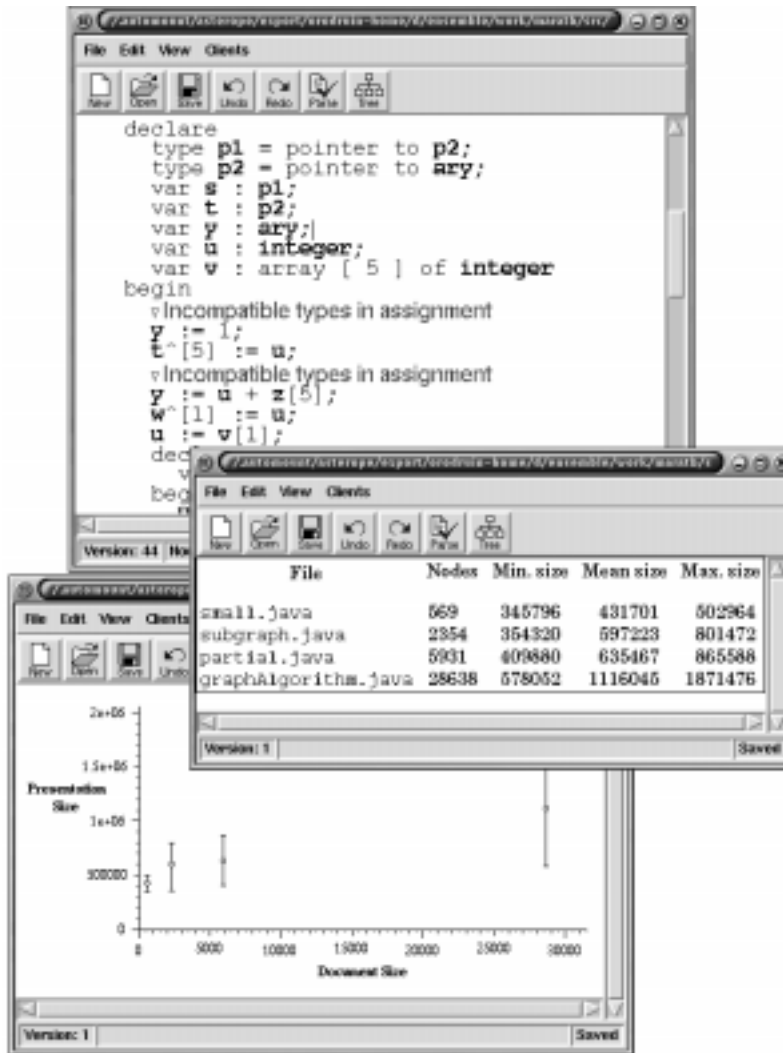 File Edit View Clients
New Open Save Undo Redo Parse Tree
declare
type p1 = pointer to p2;
type p2 = pointer to ary;
var s : p1;
var t : p2;
var y : ary;
var u : integer;
var v : array [ 5 ] of integer
begin
▿Incompatible types in assignment
y := 1;
t^[5] := u;
▿Incompatible types in assignment
y := u + z[5];
w^[1] := u;
u := v[1];
dec
v
beg
Version: 44
File Edit View Clients
New Open Save Undo Redo Parse Tree
File Nodes Min. size Mean size Max. size
small.java 569 345796 431701 502964
subgraph.java 2354 354320 597223 801472
partial.java 5931 409880 635467 865588
graphAlgorithm.java 28638 578052 1116045 1871476
Version: 1 Saved
File Edit View Clients
New Open Save Undo
2e+06
1.5e+06
Presentation
Size
1e+06
500000
0
0 5000 10000 15000 20000 25000 30000
Document Size
Version: 1 Saved